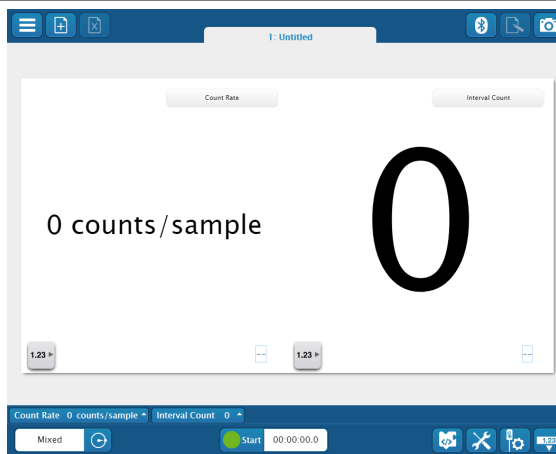 1: Untitled
Count Rate
Interval Count
0 counts/sample
0
1.23
--
1.23
--
Count Rate 0 counts/sample
Interval Count 0
Mixed
Start
00:00:00.0
1.23